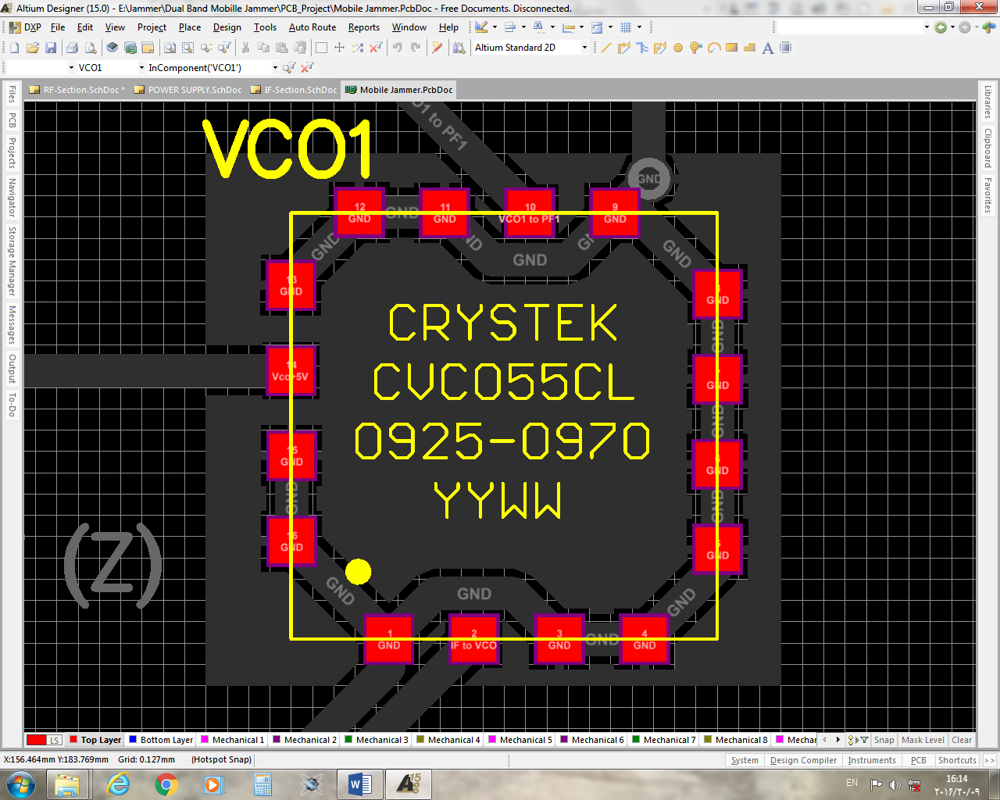 Altium Designer (15.0) - E:\Jammer\Dual Band Mobille Jammer\PCB_Project\Mobile Jammer.PcbDoc - Free Documents. Disconnected.
DXP File Edit View Project Place Design Tools Auto Route Reports Window Help
Altium Standard 2D
VCO1 InComponent('VCO1')
RF-Section.SchDoc * POWER SUPPLY.SchDoc IF-Section.SchDoc Mobile Jammer.PcbDoc
Files
PCB
Projects
Navigator
Storage Manager
Messages
Output
To-Do
Libraries
Clipboard
Favorites
VCO1
O1 to PF1
GND
12
GND
GND
11
GND
10
VCO1 to PF1
9
GND
GND
GND
GND
GND
GND
13
GND
GND
GND
14
Vcc+5V
GND
GND
15
GND
GND
GND
GND
16
GND
GND
CRYSTEK
CVCO55CL
0925-0970
YYWW
(Z)
GND
GND
GND
1
GND
2
IF to VCO
3
GND
GND
4
GND
LS Top Layer Bottom Layer Mechanical 1 Mechanical 2 Mechanical 3 Mechanical 4 Mechanical 5 Mechanical 6 Mechanical 7 Mechanical 8 Mechar Snap Mask Level Clear
X:156.464mm Y:183.769mm Grid: 0.127mm (Hotspot Snap) System Design Compiler Instruments PCB Shortcuts >>
EN 16:14
٢٠١۶/٢٠/٠٩